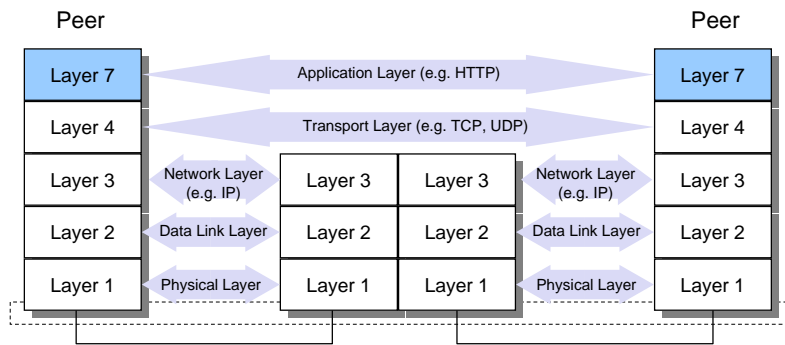 Peer
Peer
Layer 7
Application Layer (e.g. HTTP)
Layer 7
Layer 4
Transport Layer (e.g. TCP, UDP)
Layer 4
Layer 3
Network Layer
(e.g. IP)
Layer 3
Layer 3
Network Layer
(e.g. IP)
Layer 3
Layer 2
Data Link Layer
Layer 2
Layer 2
Data Link Layer
Layer 2
Layer 1
Physical Layer
Layer 1
Layer 1
Physical Layer
Layer 1